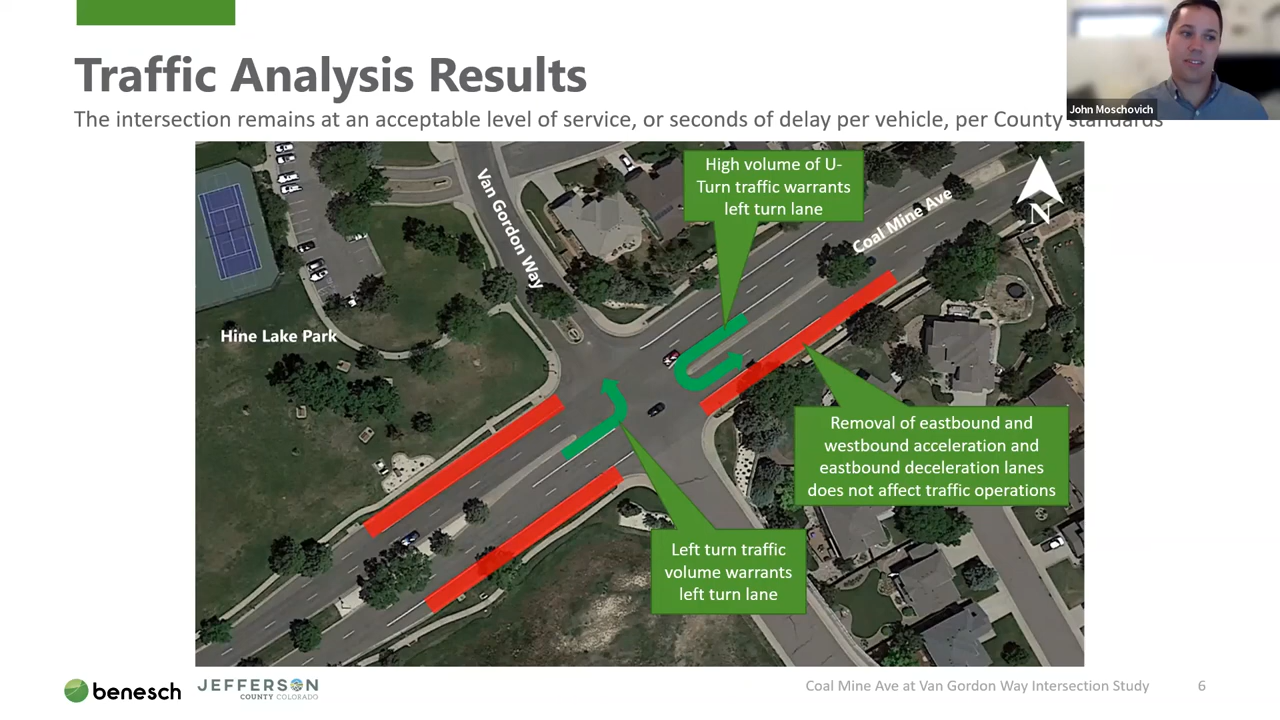 Traffic Analysis Results
John Moschovich
The intersection remains at an acceptable level of service, or seconds of delay per vehicle, per County standards
High volume of U-
Turn traffic warrants
left turn lane
Van Gordon Way
Coal Mine Ave
N
Hine Lake Park
Removal of eastbound and
westbound acceleration and
eastbound deceleration lanes
does not affect traffic operations
Left turn traffic
volume warrants
left turn lane
benesch
JEFFERSON
COUNTY COLORADO
Coal Mine Ave at Van Gordon Way Intersection Study
6